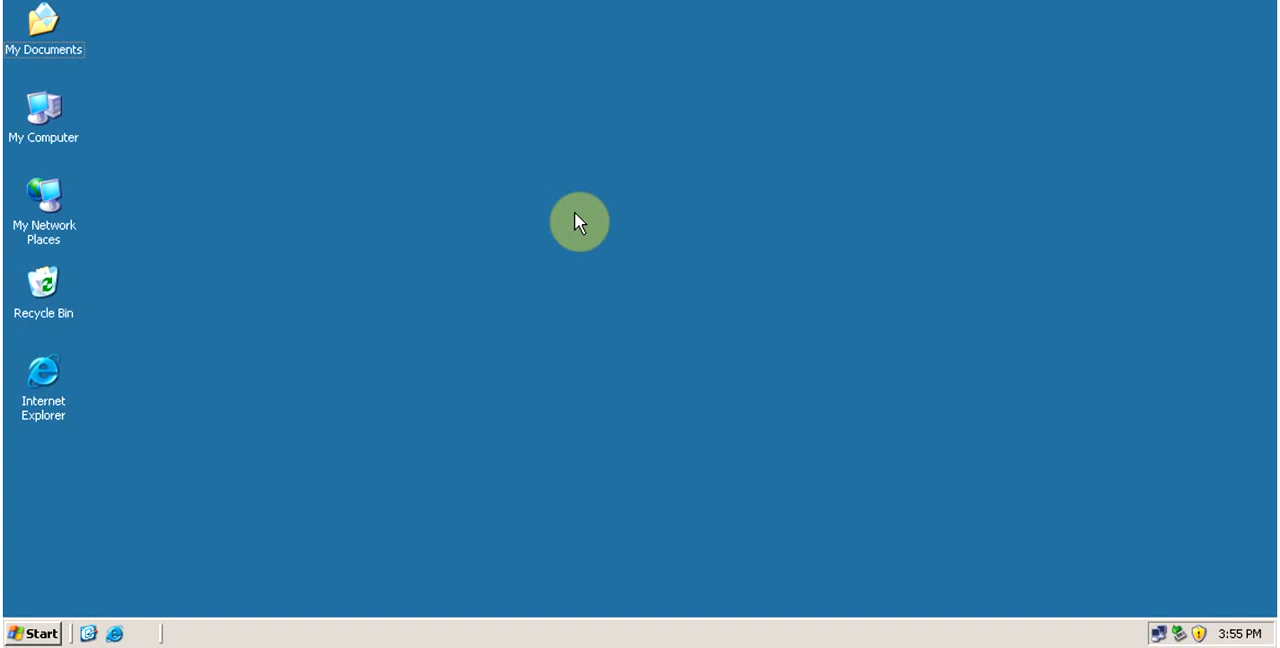 My Documents
My Computer
My Network
Places
Recycle Bin
Internet
Explorer
Start
3:55 PM